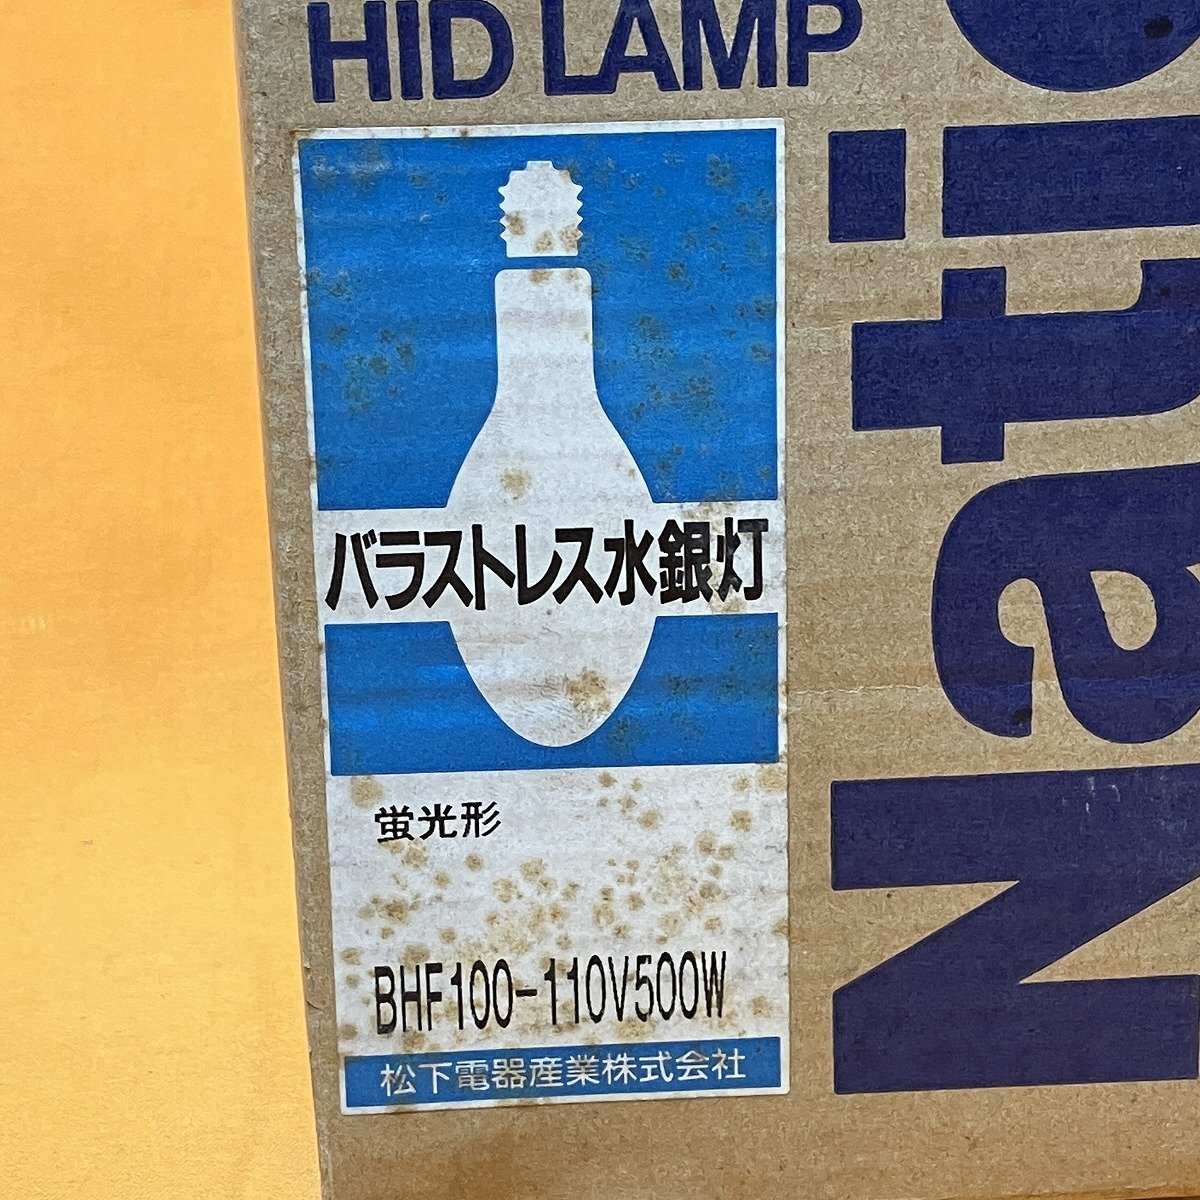 HID LAMP
バラストレス水銀灯
蛍光形
BHF100-110V500W
松下電器産業株式会社
Natio